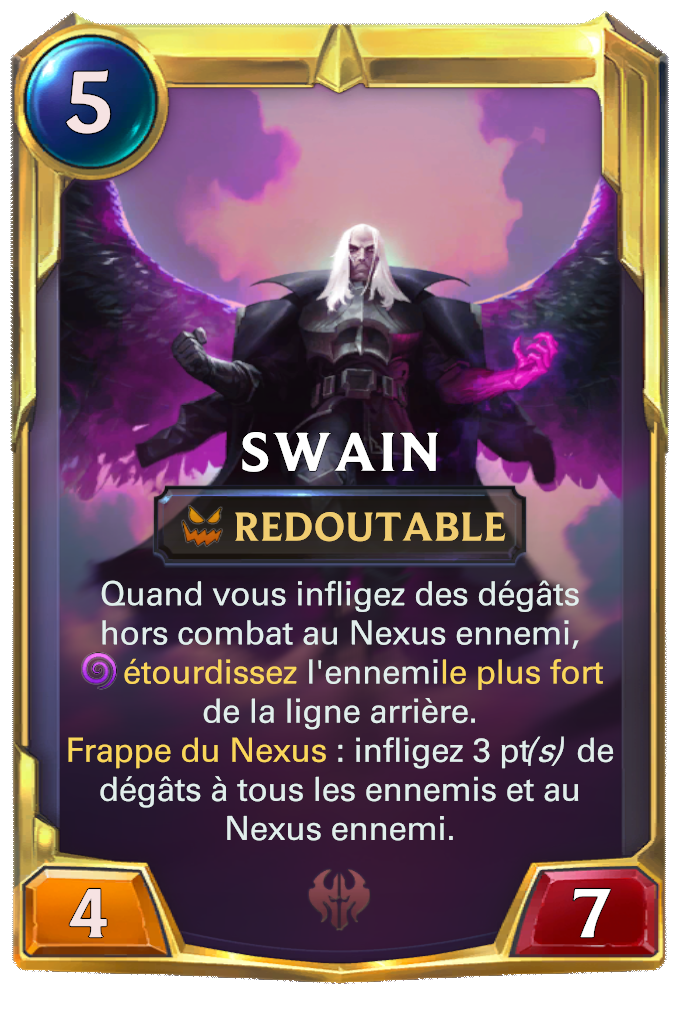 5
SWAIN
REDOUTABLE
Quand vous infligez des dégâts
hors combat au Nexus ennemi,
étourdissez l'ennemile plus fort
de la ligne arrière.
Frappe du Nexus : infligez 3 pt(s) de
dégâts à tous les ennemis et au
Nexus ennemi.
4
7